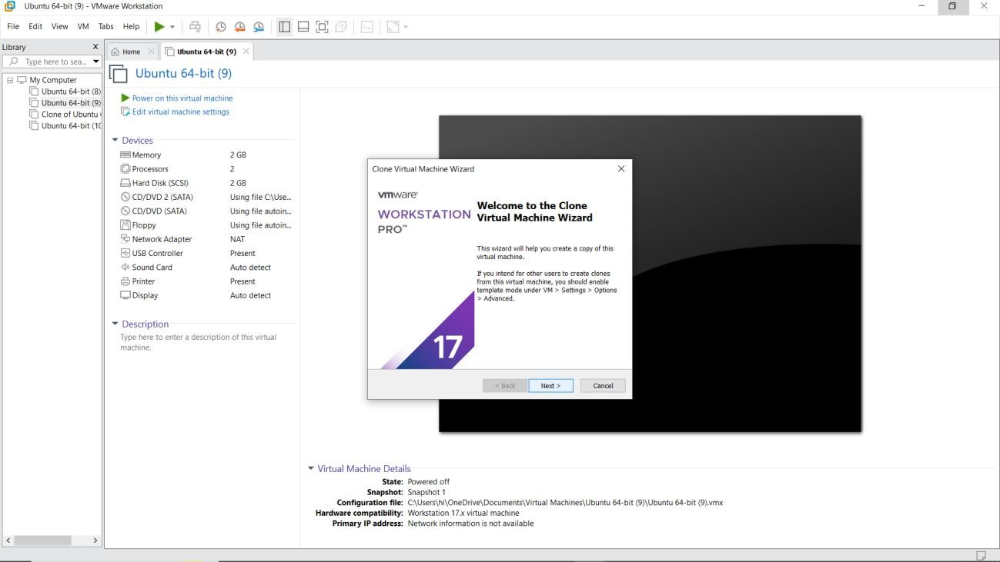 Ubuntu 64-bit (9) - VMware Workstation
File Edit View VM Tabs Help
Library X
Type here to sea...
My Computer
Ubuntu 64-bit (8)
Ubuntu 64-bit (9)
Clone of Ubuntu
Ubuntu 64-bit (10
Home
Ubuntu 64-bit (9)
Ubuntu 64-bit (9)
Power on this virtual machine
Edit virtual machine settings
Devices
Memory 2 GB
Processors 2
Hard Disk (SCSI) 2 GB
CD/DVD 2 (SATA) Using file C:\Use...
CD/DVD (SATA) Using file autoin...
Floppy Using file autoin...
Network Adapter NAT
USB Controller Present
Sound Card Auto detect
Printer Present
Display Auto detect
Description
Type here to enter a description of this virtual
machine.
Clone Virtual Machine Wizard
vmware
WORKSTATION
PRO™
17
Welcome to the Clone
Virtual Machine Wizard
This wizard will help you create a copy of this
virtual machine.
If you intend for other users to create clones
from this virtual machine, you should enable
template mode under VM > Settings > Options
> Advanced.
< Back Next > Cancel
Virtual Machine Details
State: Powered off
Snapshot: Snapshot 1
Configuration file: C:\Users\hi\OneDrive\Documents\Virtual Machines\Ubuntu 64-bit (9)\Ubuntu 64-bit (9).vmx
Hardware compatibility: Workstation 17.x virtual machine
Primary IP address: Network information is not available